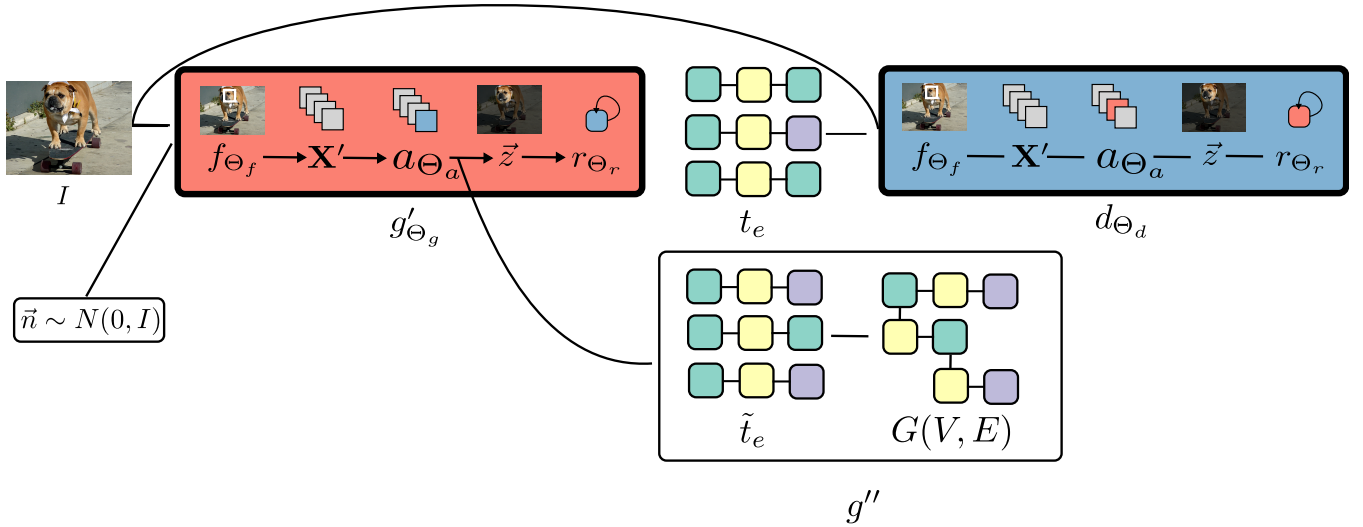 f_{Θ_f} X′ a_{Θ_a} z⃗ r_{Θ_r}
f_{Θ_f} X′ a_{Θ_a} z⃗ r_{Θ_r}
I
g′_{Θ_g}
t_e
d_{Θ_d}
n⃗ ∼ N(0, I)
t̃_e
G(V, E)
g″